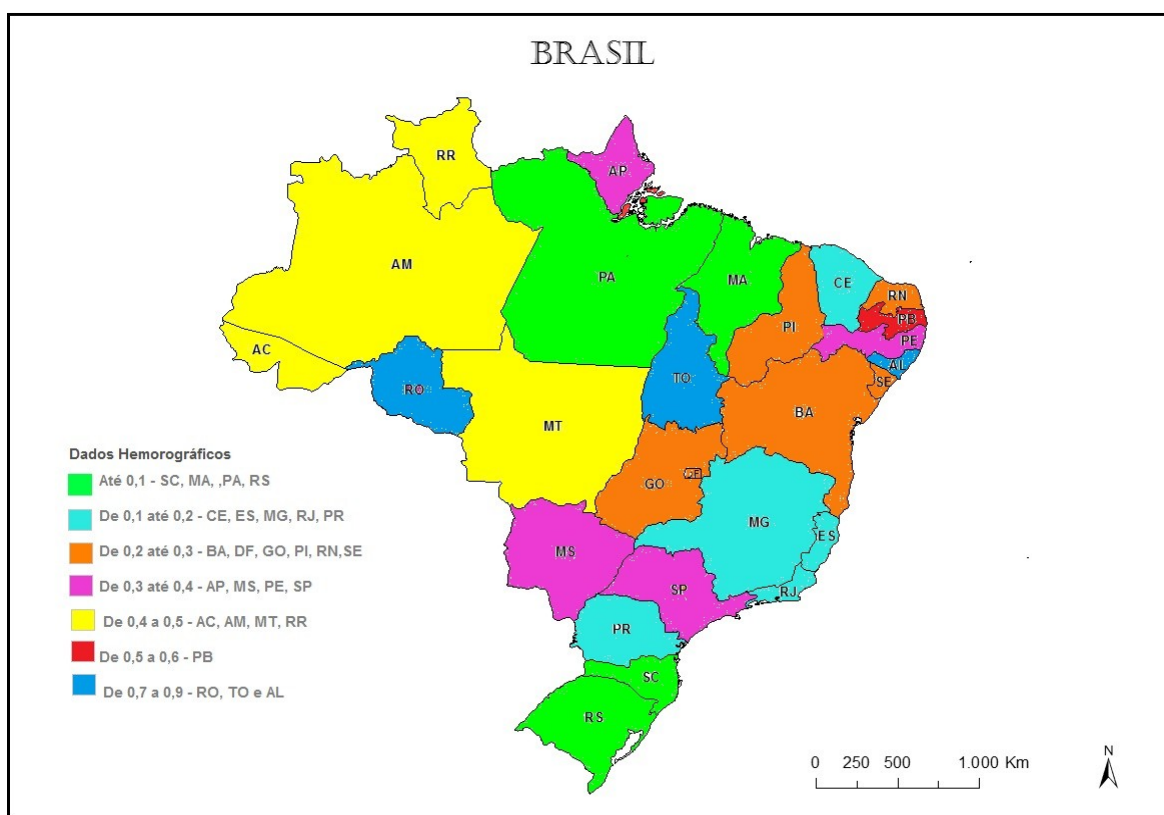 BRASIL
RR
AP
AM
PA
MA
CE
RN
PB
PE
AL
SE
PI
AC
RO
TO
BA
MT
DF
GO
MG
ES
MS
SP
RJ
PR
SC
RS
Dados Hemorográficos
Até 0,1 - SC, MA, ,PA, RS
De 0,1 até 0,2 - CE, ES, MG, RJ, PR
De 0,2 até 0,3 - BA, DF, GO, PI, RN,SE
De 0,3 até 0,4 - AP, MS, PE, SP
De 0,4 a 0,5 - AC, AM, MT, RR
De 0,5 a 0,6 - PB
De 0,7 a 0,9 - RO, TO e AL
0 250 500 1.000 Km
N